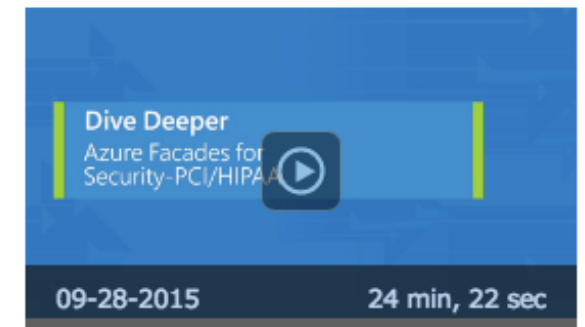 Dive Deeper
Azure Facades for
Security-PCI/HIPAA
09-28-2015
24 min, 22 sec